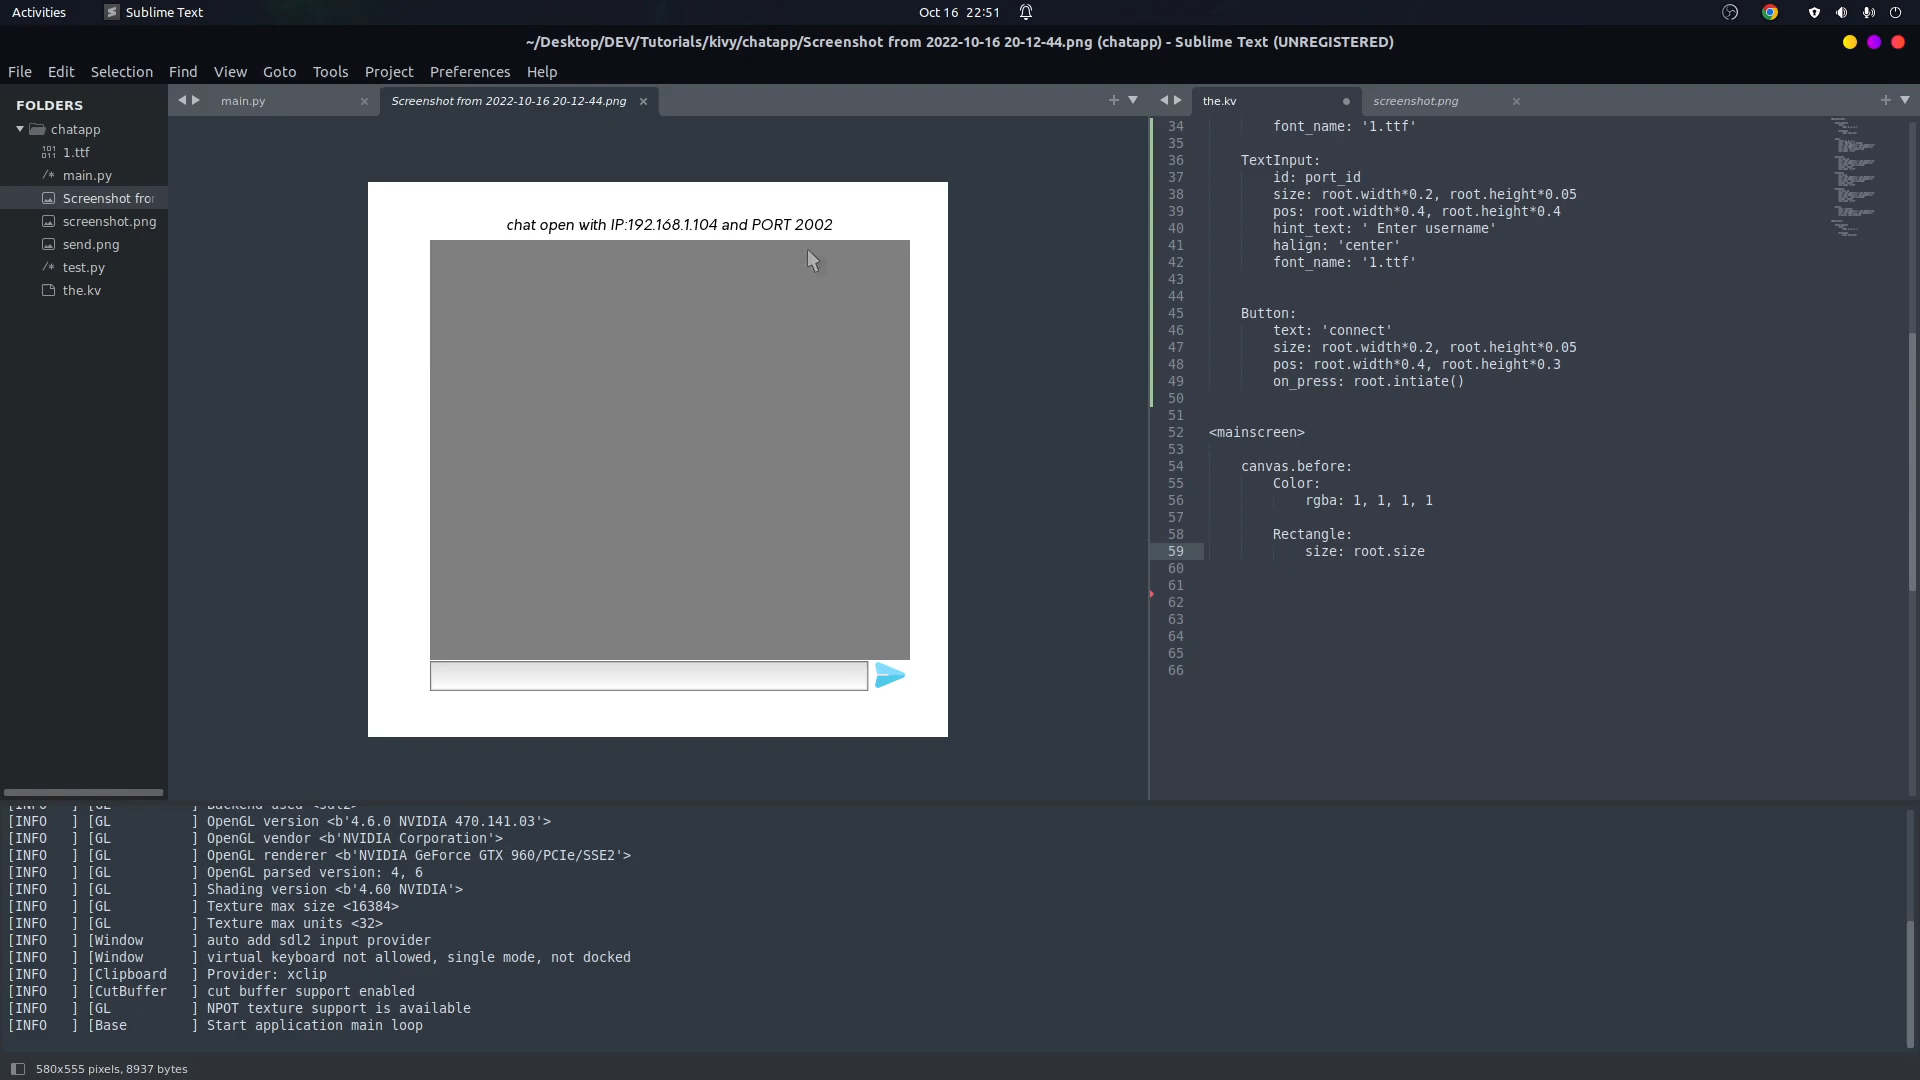 Activities
Sublime Text
Oct 16 22:51
~/Desktop/DEV/Tutorials/kivy/chatapp/Screenshot from 2022-10-16 20-12-44.png (chatapp) - Sublime Text (UNREGISTERED)
File Edit Selection Find View Goto Tools Project Preferences Help
FOLDERS
chatapp
1.ttf
main.py
Screenshot fro
screenshot.png
send.png
test.py
the.kv
main.py
Screenshot from 2022-10-16 20-12-44.png
chat open with IP:192.168.1.104 and PORT 2002
the.kv
screenshot.png
34 font_name: '1.ttf'
35
36 TextInput:
37 id: port_id
38 size: root.width*0.2, root.height*0.05
39 pos: root.width*0.4, root.height*0.4
40 hint_text: ' Enter username'
41 halign: 'center'
42 font_name: '1.ttf'
43
44
45 Button:
46 text: 'connect'
47 size: root.width*0.2, root.height*0.05
48 pos: root.width*0.4, root.height*0.3
49 on_press: root.intiate()
50
51
52 <mainscreen>
53
54 canvas.before:
55 Color:
56 rgba: 1, 1, 1, 1
57
58 Rectangle:
59 size: root.size
60
61
62
63
64
65
66
[INFO ] [GL ] Backend used <sdl2>
[INFO ] [GL ] OpenGL version <b'4.6.0 NVIDIA 470.141.03'>
[INFO ] [GL ] OpenGL vendor <b'NVIDIA Corporation'>
[INFO ] [GL ] OpenGL renderer <b'NVIDIA GeForce GTX 960/PCIe/SSE2'>
[INFO ] [GL ] OpenGL parsed version: 4, 6
[INFO ] [GL ] Shading version <b'4.60 NVIDIA'>
[INFO ] [GL ] Texture max size <16384>
[INFO ] [GL ] Texture max units <32>
[INFO ] [Window ] auto add sdl2 input provider
[INFO ] [Window ] virtual keyboard not allowed, single mode, not docked
[INFO ] [Clipboard ] Provider: xclip
[INFO ] [CutBuffer ] cut buffer support enabled
[INFO ] [GL ] NPOT texture support is available
[INFO ] [Base ] Start application main loop
580x555 pixels, 8937 bytes